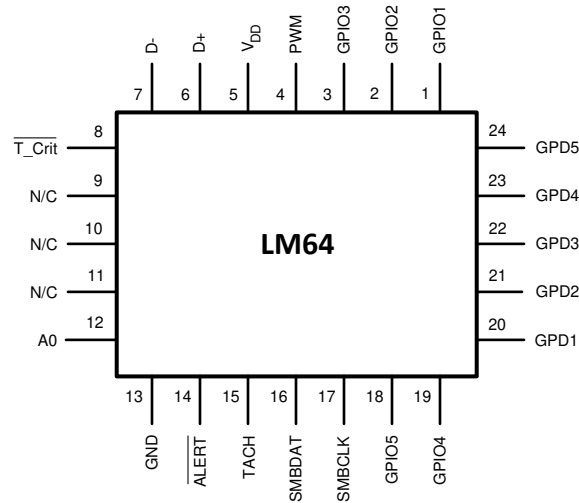 D-
D+
VDD
PWM
GPIO3
GPIO2
GPIO1
7
6
5
4
3
2
1
T_Crit
8
24
GPD5
N/C
9
23
GPD4
N/C
10
LM64
22
GPD3
N/C
11
21
GPD2
A0
12
20
GPD1
13
14
15
16
17
18
19
GND
ALERT
TACH
SMBDAT
SMBCLK
GPIO5
GPIO4